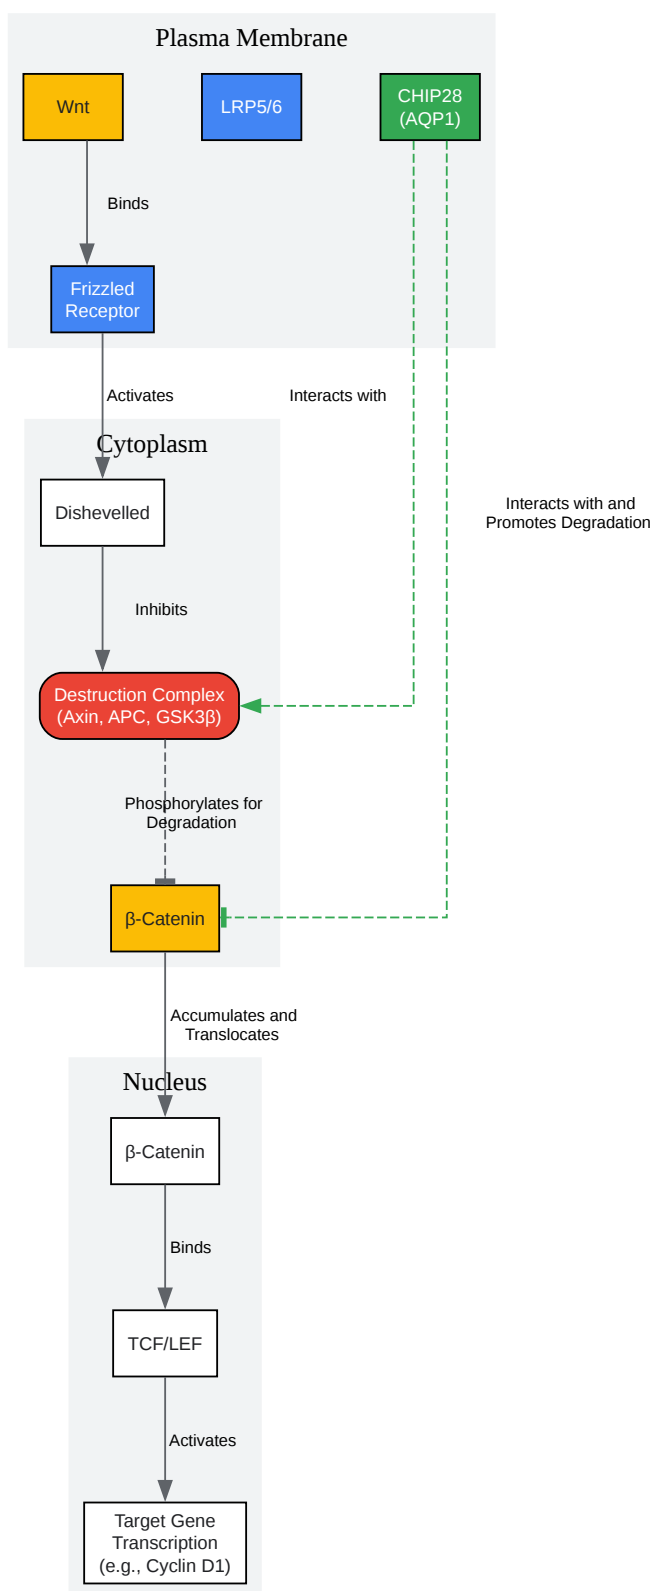 Plasma Membrane
Wnt
LRP5/6
CHIP28
(AQP1)
Binds
Frizzled
Receptor
Activates
Interacts with
Cytoplasm
Dishevelled
Interacts with and
Promotes Degradation
Inhibits
Destruction Complex
(Axin, APC, GSK3β)
Phosphorylates for
Degradation
β-Catenin
Accumulates and
Translocates
Nucleus
β-Catenin
Binds
TCF/LEF
Activates
Target Gene
Transcription
(e.g., Cyclin D1)